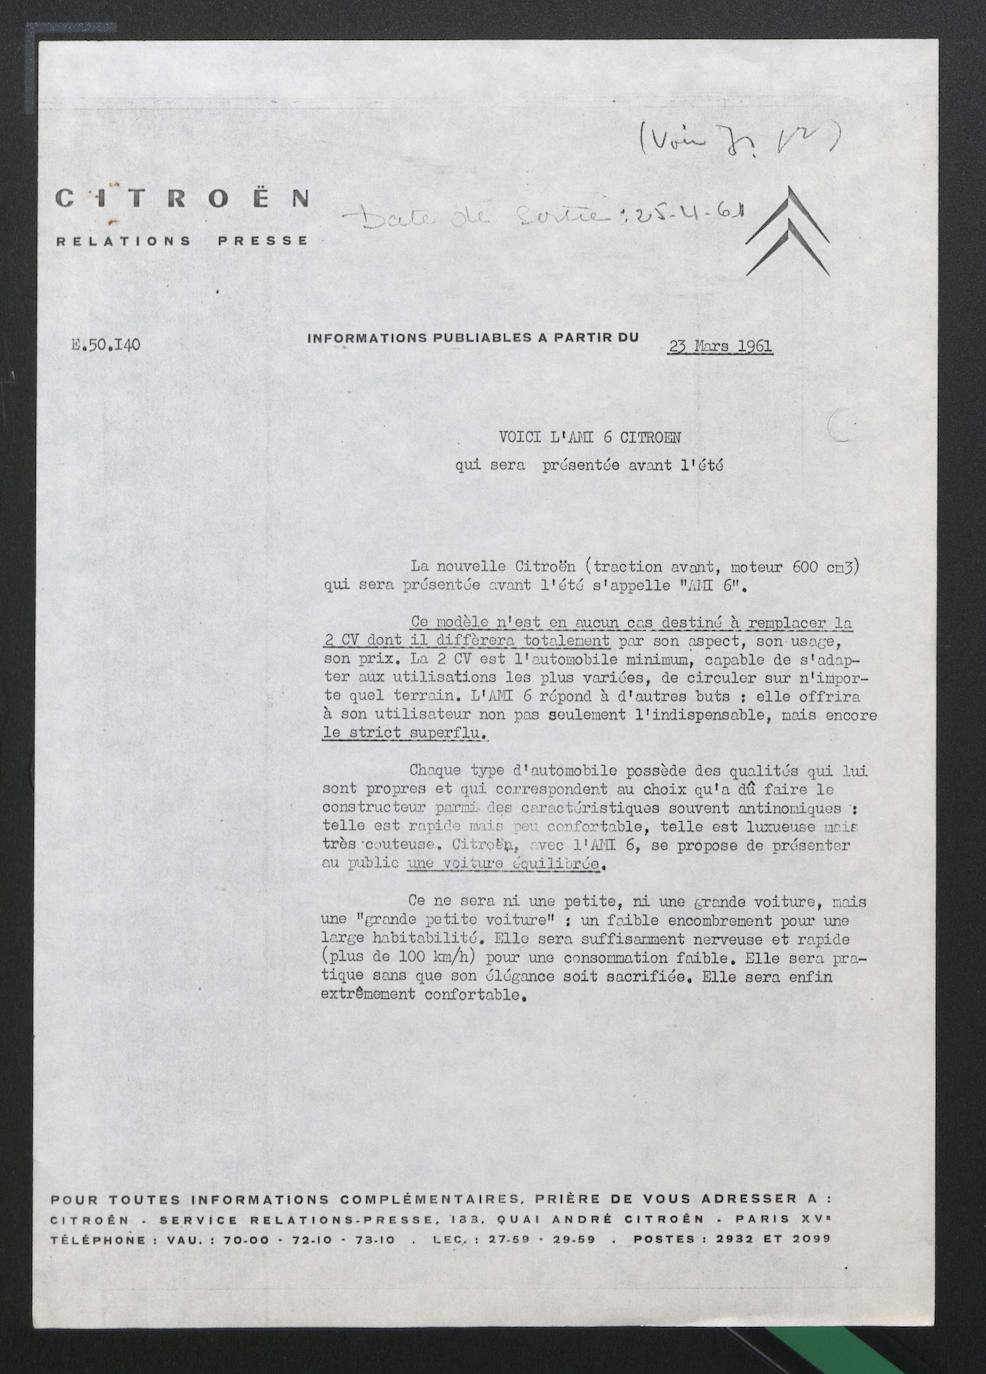 (Voir
CITROËN
Date de sortie : 25-4-61
RELATIONS PRESSE
E.50.I40
INFORMATIONS PUBLIABLES A PARTIR DU 23 Mars 1961
VOICI L'AMI 6 CITROEN
qui sera présentée avant l'été
La nouvelle Citroën (traction avant, moteur 600 cm3)
qui sera présentée avant l'été s'appelle "AMI 6".
Ce modèle n'est en aucun cas destiné à remplacer la
2 CV dont il diffèrera totalement par son aspect, son usage,
son prix. La 2 CV est l'automobile minimum, capable de s'adap-
ter aux utilisations les plus variées, de circuler sur n'impor-
te quel terrain. L'AMI 6 répond à d'autres buts : elle offrira
à son utilisateur non pas seulement l'indispensable, mais encore
le strict superflu.
Chaque type d'automobile possède des qualités qui lui
sont propres et qui correspondent au choix qu'a dû faire le
constructeur parmi des caractéristiques souvent antinomiques :
telle est rapide mais peu confortable, telle est luxueuse mais
très couteuse. Citroën, avec l'AMI 6, se propose de présenter
au public une voiture équilibrée.
Ce ne sera ni une petite, ni une grande voiture, mais
une "grande petite voiture" : un faible encombrement pour une
large habitabilité. Elle sera suffisamment nerveuse et rapide
(plus de 100 km/h) pour une consommation faible. Elle sera pra-
tique sans que son élégance soit sacrifiée. Elle sera enfin
extrêmement confortable.
POUR TOUTES INFORMATIONS COMPLÉMENTAIRES, PRIÈRE DE VOUS ADRESSER A :
CITROËN - SERVICE RELATIONS-PRESSE, 133, QUAI ANDRÉ CITROËN - PARIS XVe
TÉLÉPHONE : VAU. : 70-00 - 72-10 - 73-10 . LEC. : 27-59 - 29-59 . POSTES : 2932 ET 2099